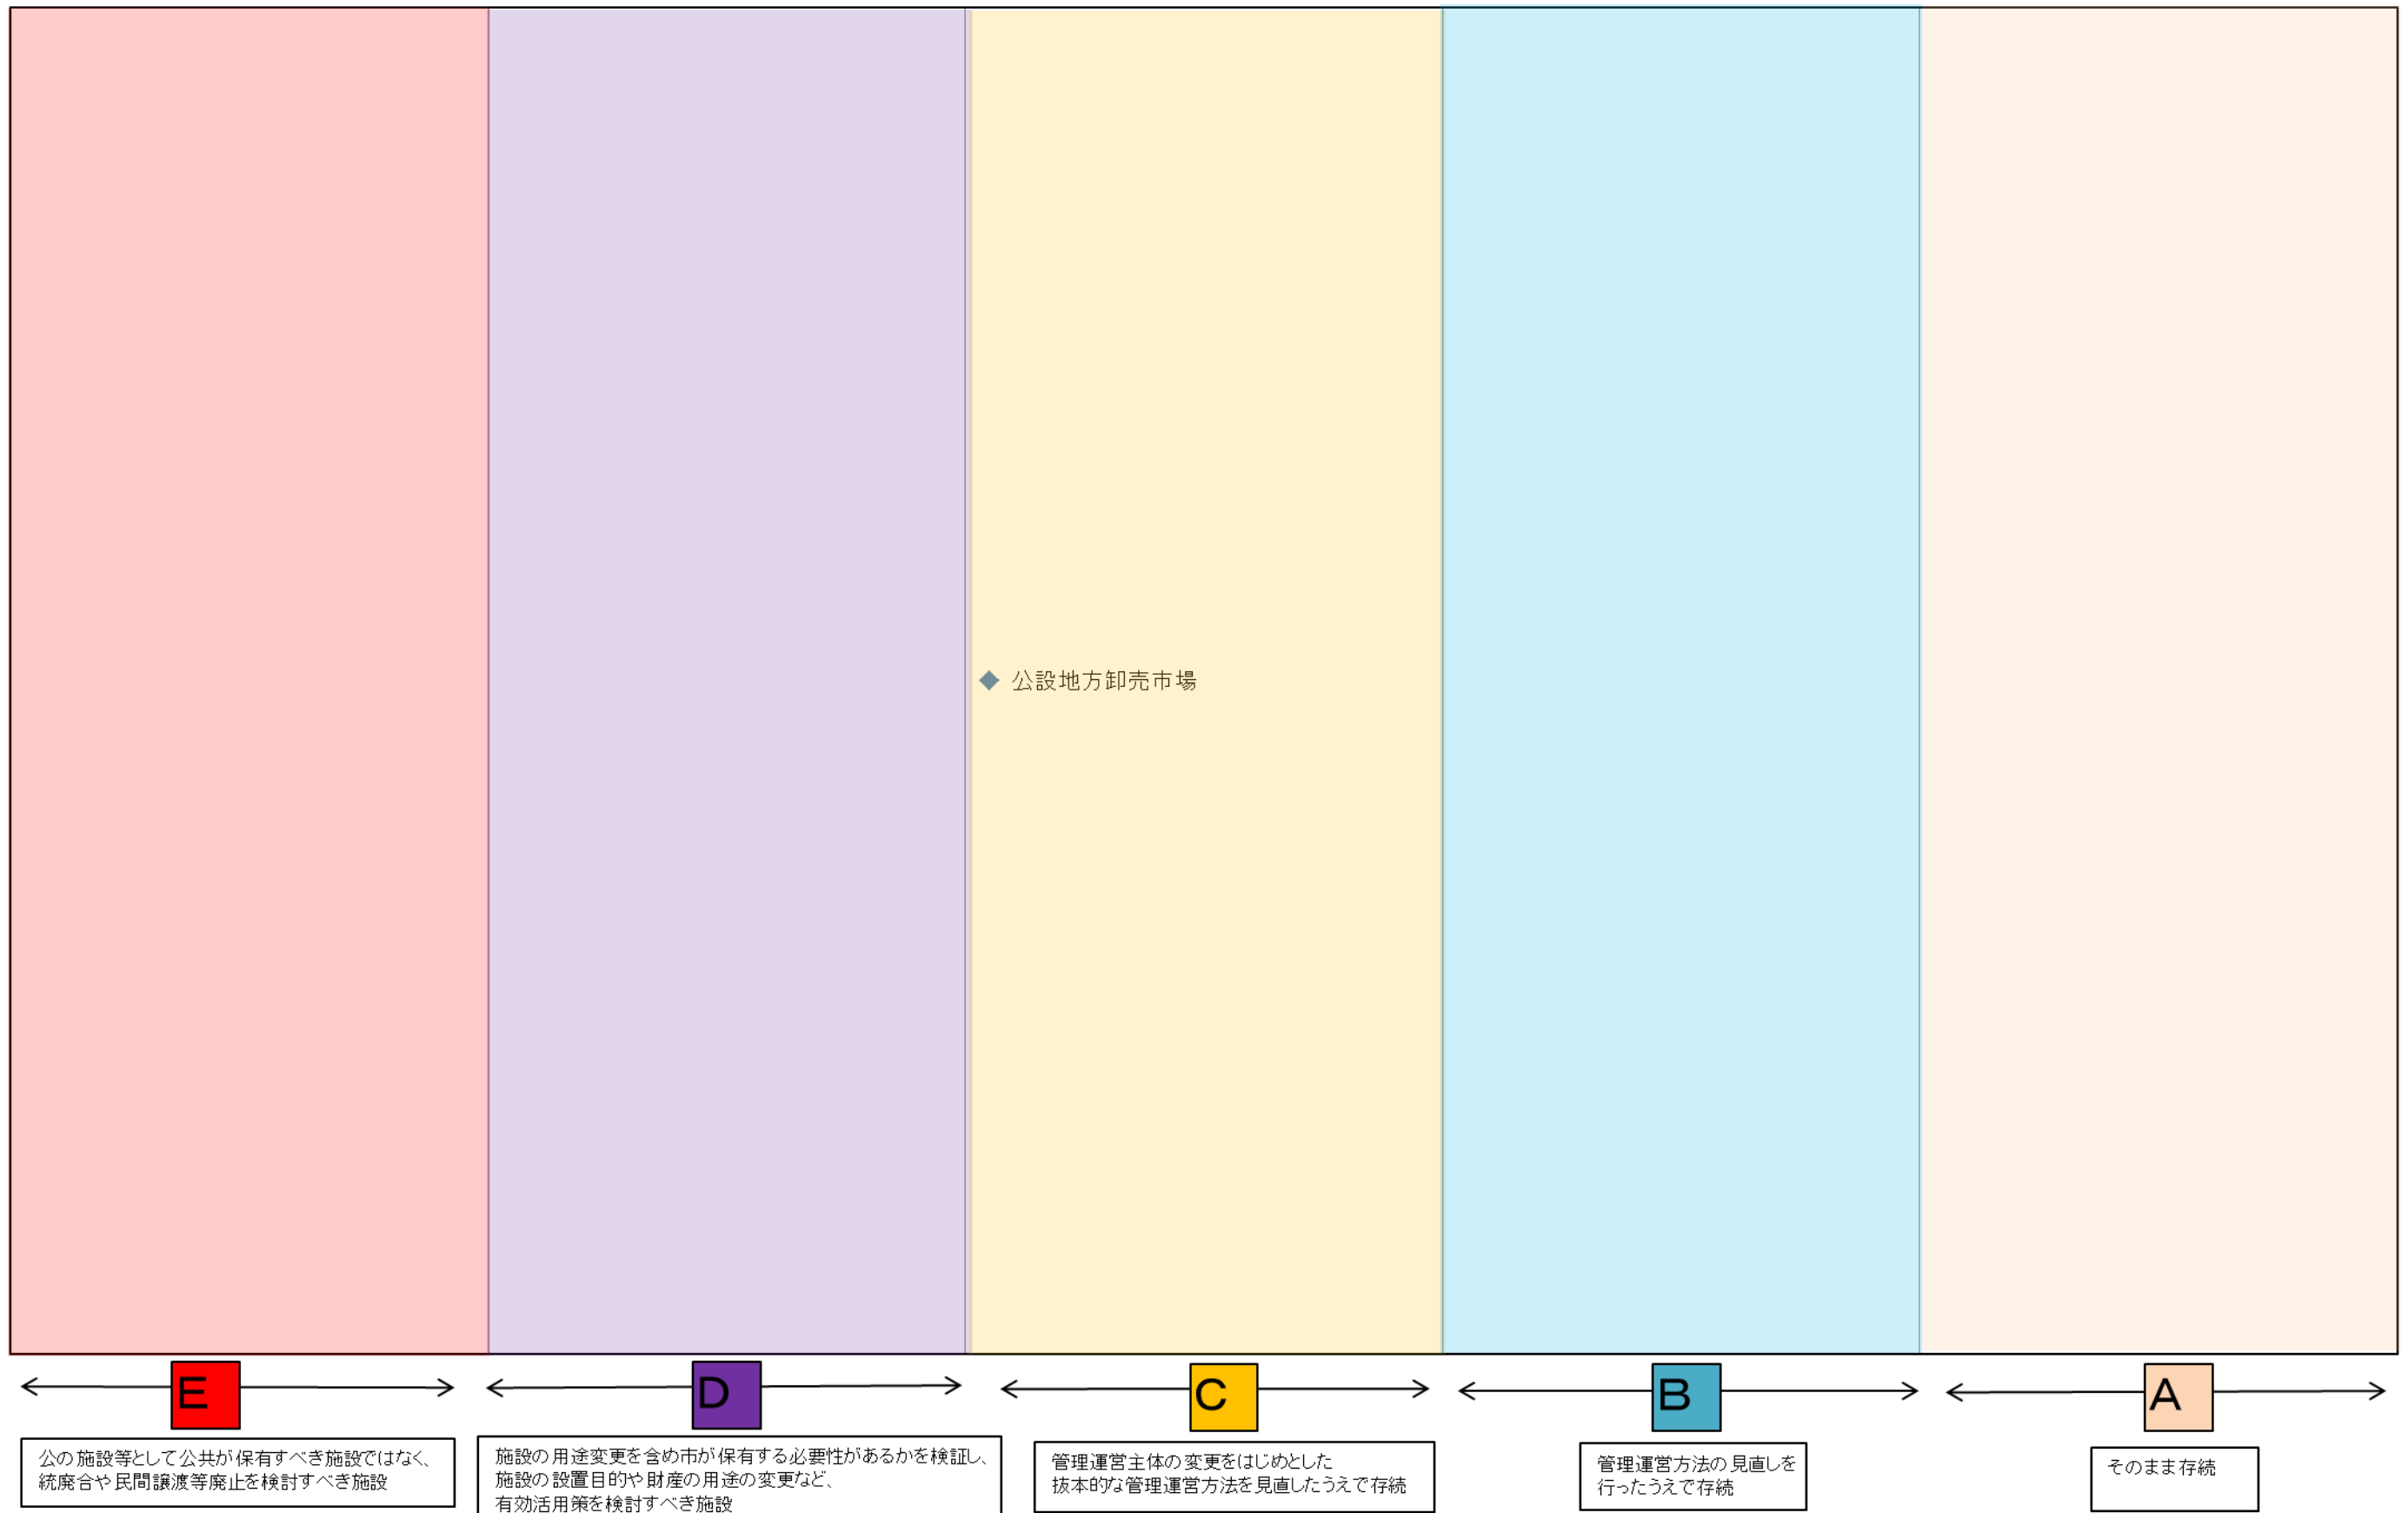 ◆ 公設地方卸売市場
E
D
C
B
A
公の施設等として公共が保有すべき施設ではなく、
統廃合や民間譲渡等廃止を検討すべき施設
施設の用途変更を含め市が保有する必要性があるかを検証し、
施設の設置目的や財産の用途の変更など、
有効活用策を検討すべき施設
管理運営主体の変更をはじめとした
抜本的な管理運営方法を見直したうえで存続
管理運営方法の見直しを
行ったうえで存続
そのまま存続